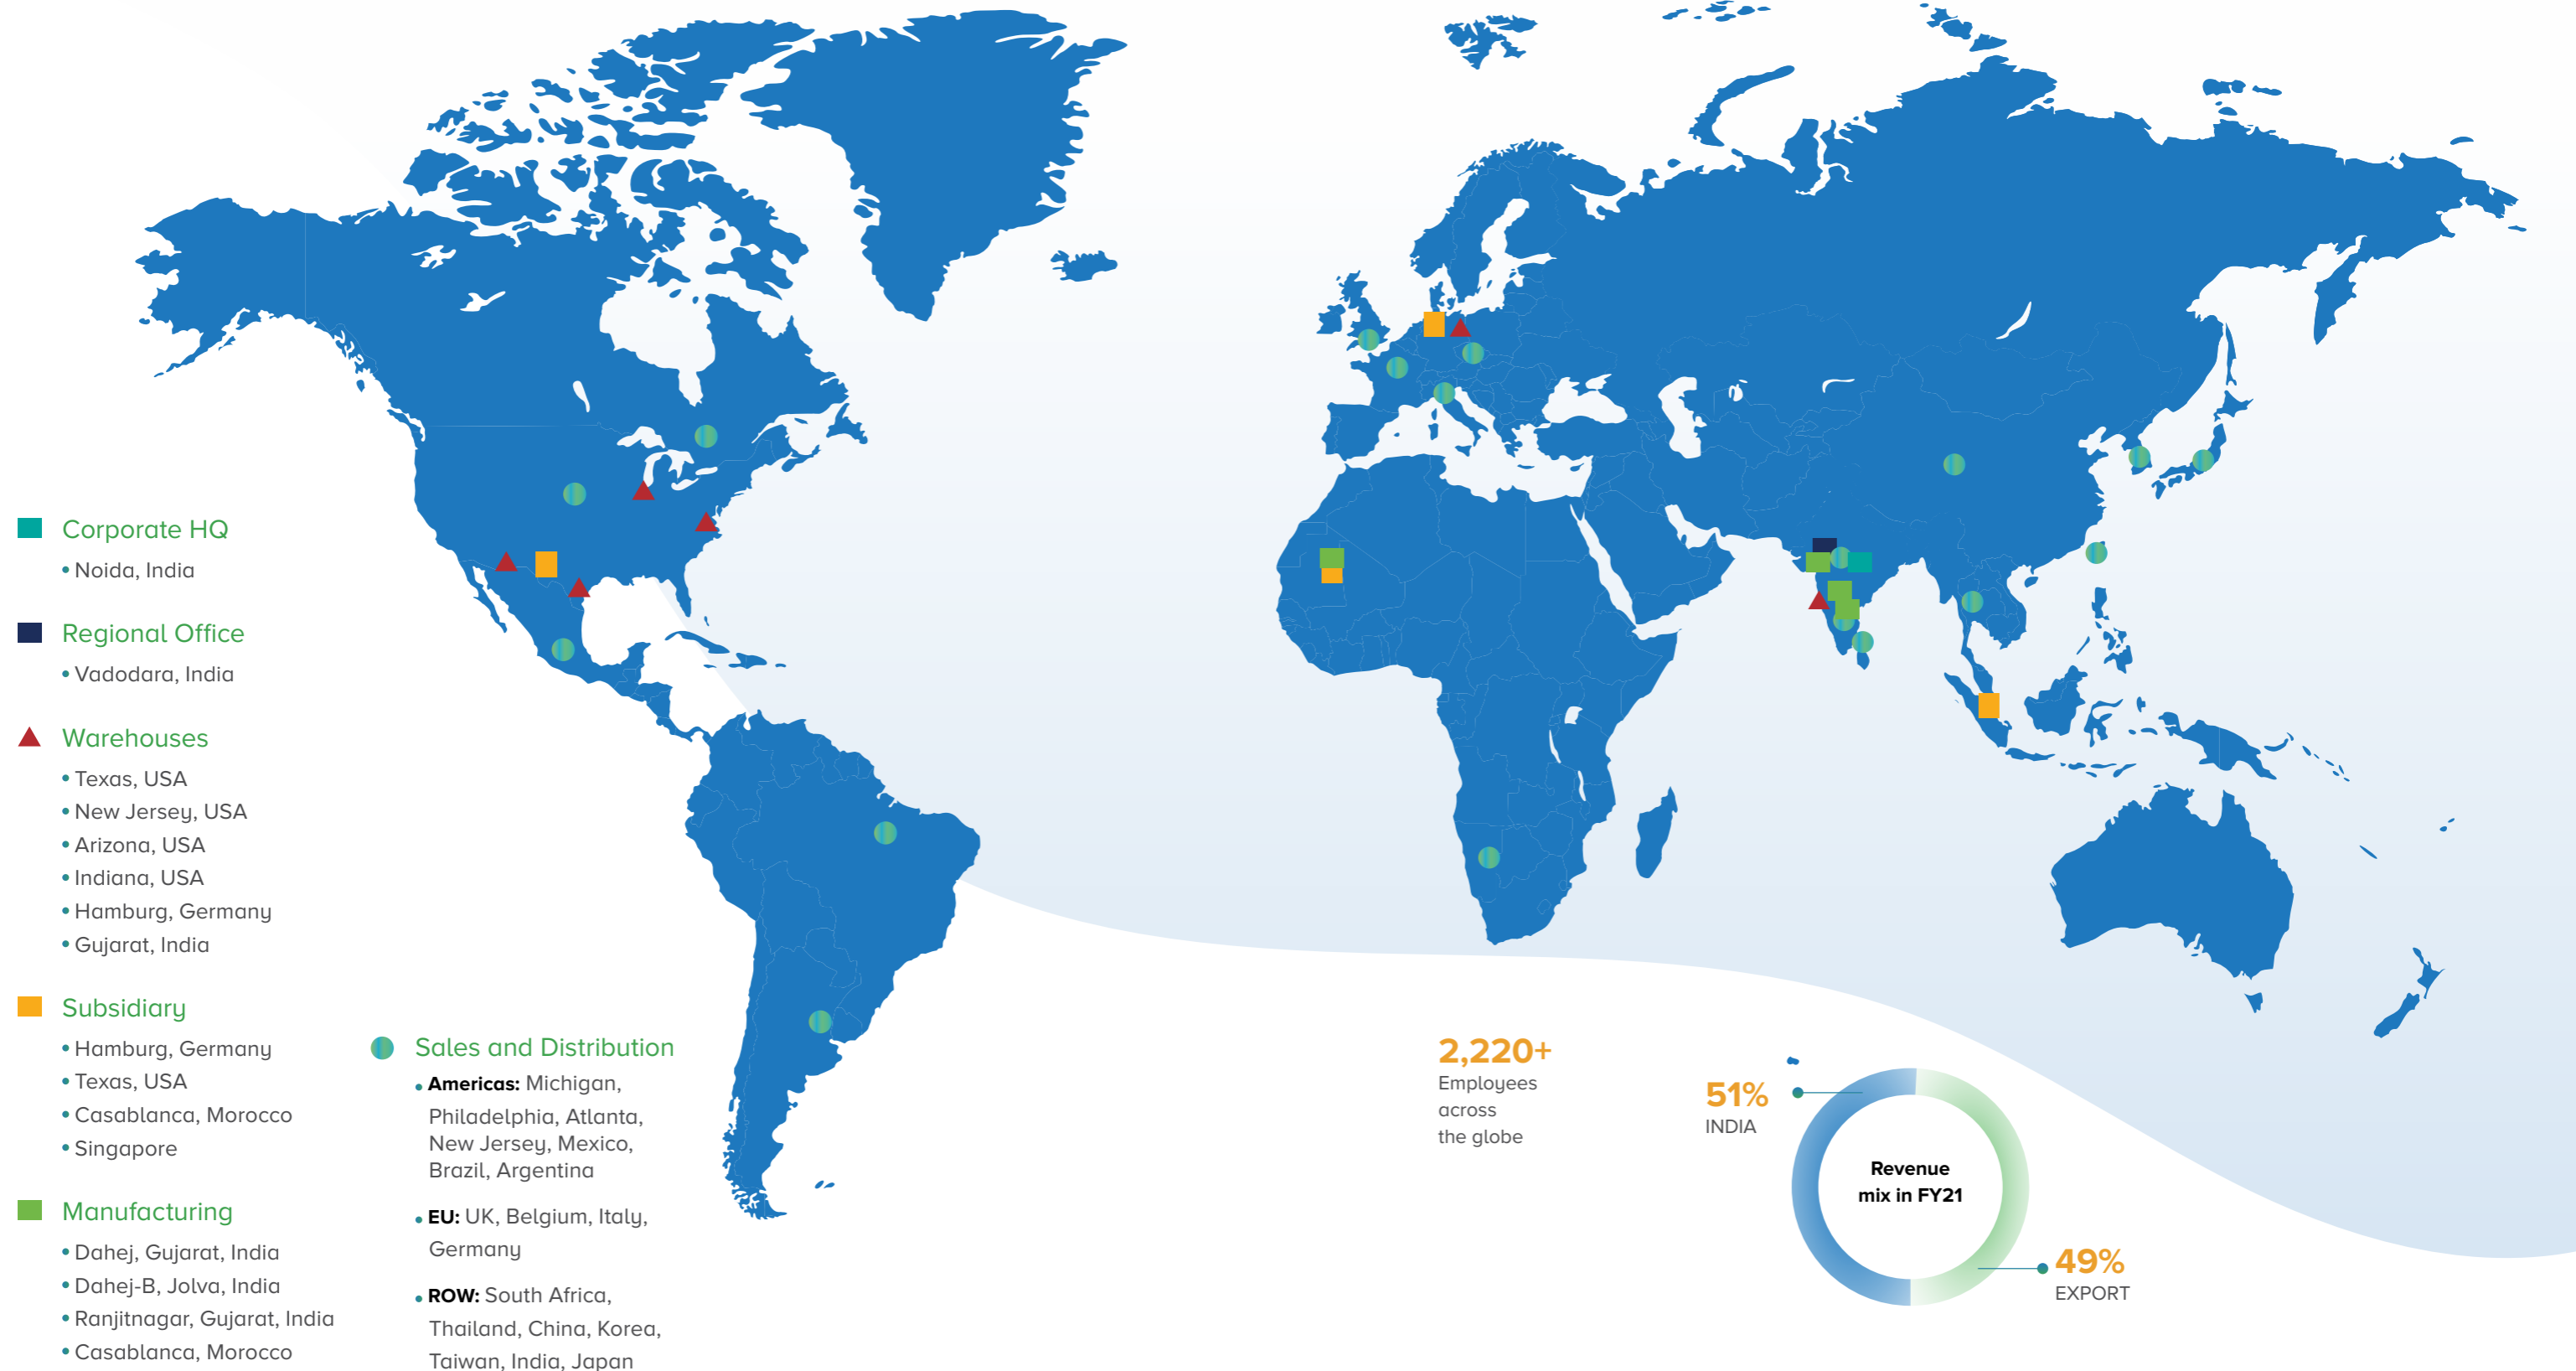 Corporate HQ
• Noida, India
Regional Office
• Vadodara, India
Warehouses
• Texas, USA
• New Jersey, USA
• Arizona, USA
• Indiana, USA
• Hamburg, Germany
• Gujarat, India
Subsidiary
• Hamburg, Germany
• Texas, USA
• Casablanca, Morocco
• Singapore
Manufacturing
• Dahej, Gujarat, India
• Dahej-B, Jolva, India
• Ranjitnagar, Gujarat, India
• Casablanca, Morocco
Sales and Distribution
• Americas: Michigan,
Philadelphia, Atlanta,
New Jersey, Mexico,
Brazil, Argentina
• EU: UK, Belgium, Italy,
Germany
• ROW: South Africa,
Thailand, China, Korea,
Taiwan, India, Japan
2,220+
Employees
across
the globe
51%
INDIA
Revenue
mix in FY21
49%
EXPORT